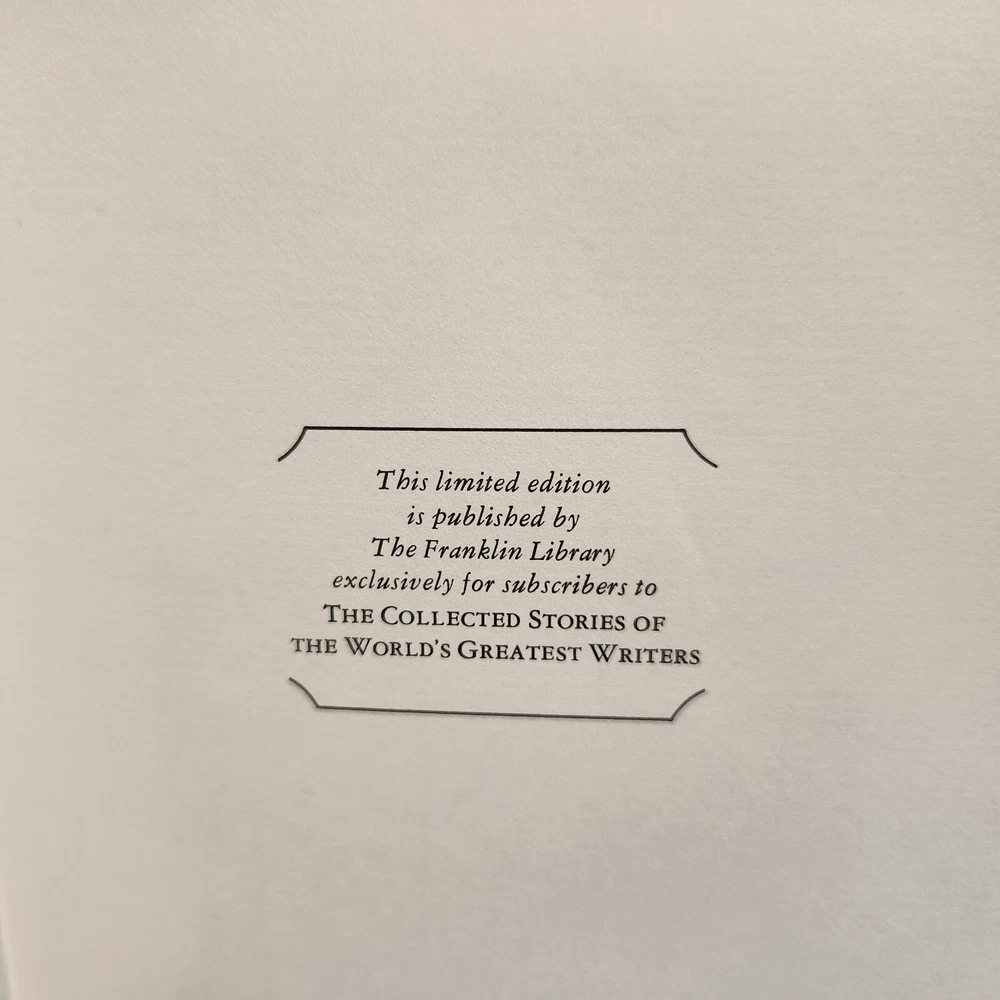 This limited edition
is published by
The Franklin Library
exclusively for subscribers to
THE COLLECTED STORIES OF
THE WORLD'S GREATEST WRITERS